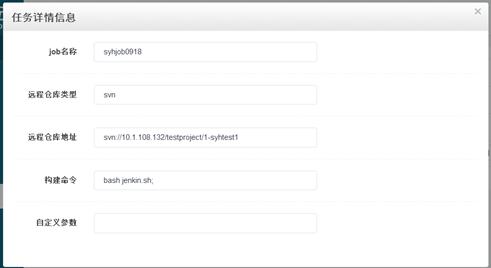 任务详情信息
×
job名称
syhjob0918
远程仓库类型
svn
远程仓库地址
svn://10.1.108.132/testproject/1-syhtest1
构建命令
bash jenkin.sh;
自定义参数